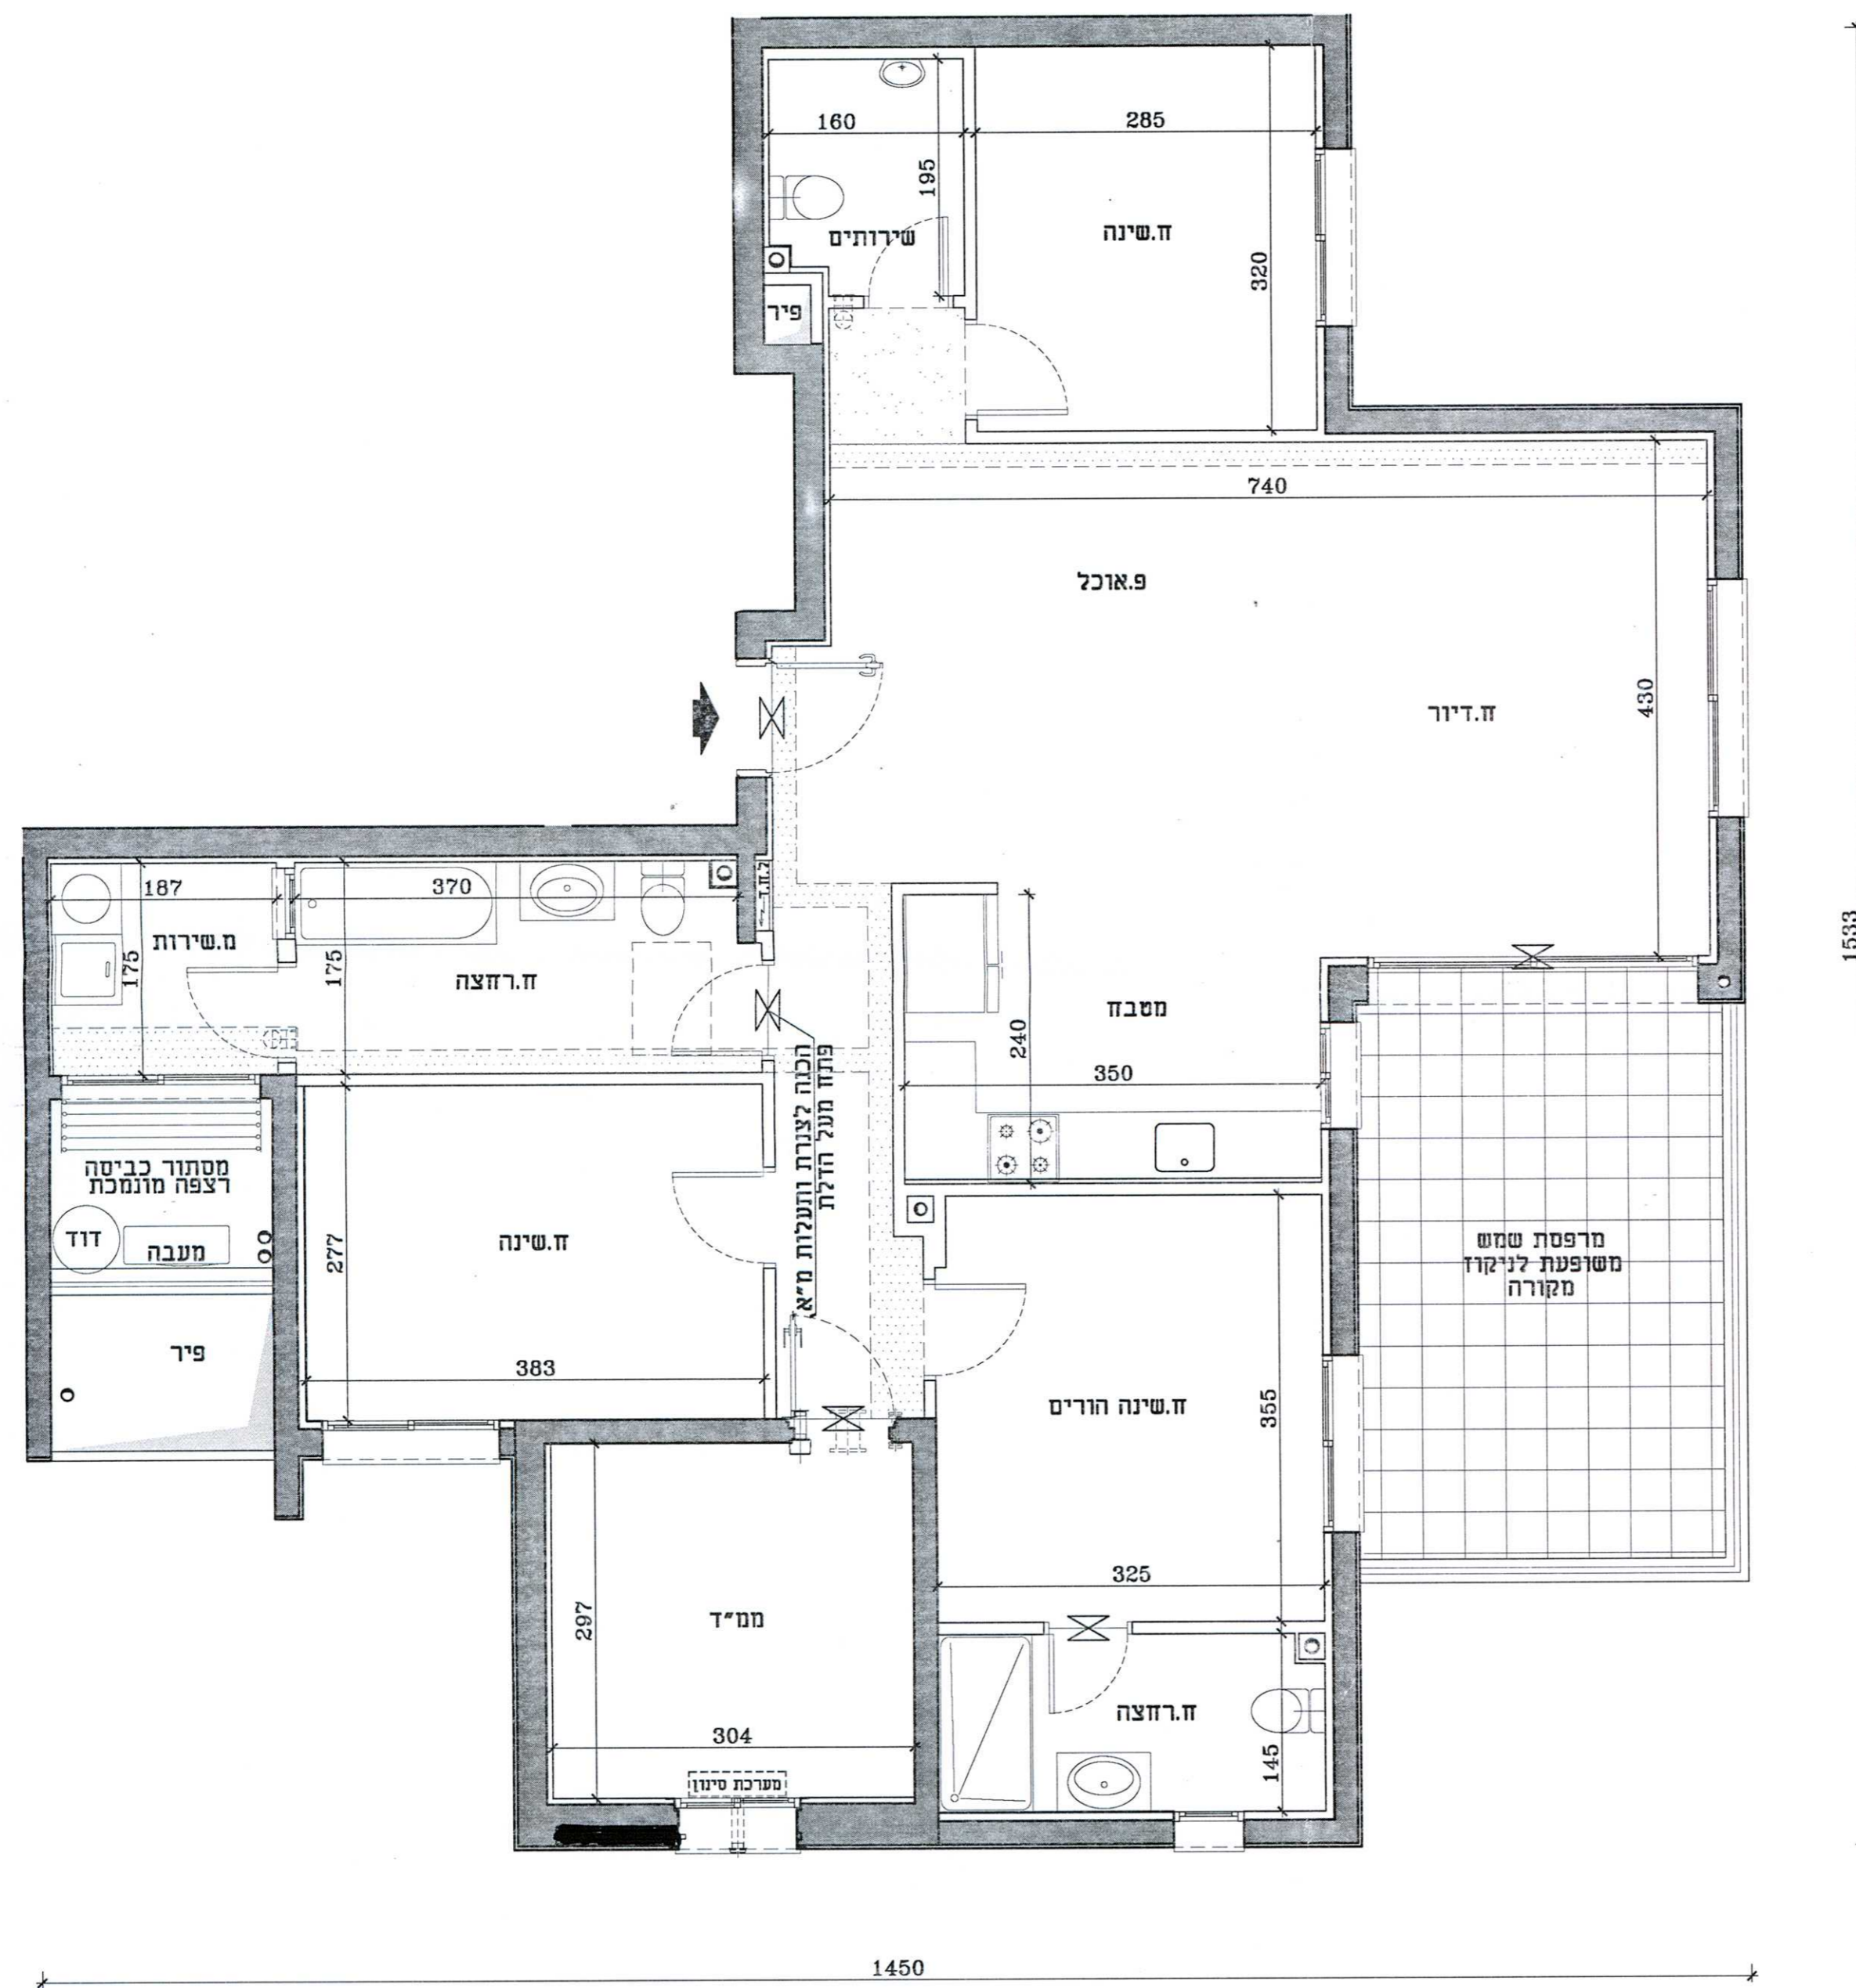 160
285
195
שירותים
ח.שינה
320
פיר
740
פ.אוכל
430
ח.דיור
1533
187
370
ל.ח.ד
מ.שירות
175
175
ח.רחצה
מטבח
240
350
הכנה לצנרת ותעלות מ"א
פתח מעל הדלת
מסתור כביסה
רצפה מונמכת
דוד
מעבה
277
ח.שינה
383
פיר
מרפסת שמש
משופעת לניקוז
מקורה
ח.שינה הורים
355
325
297
ממ"ד
304
מערכת סינון
ח.רחצה
145
1450